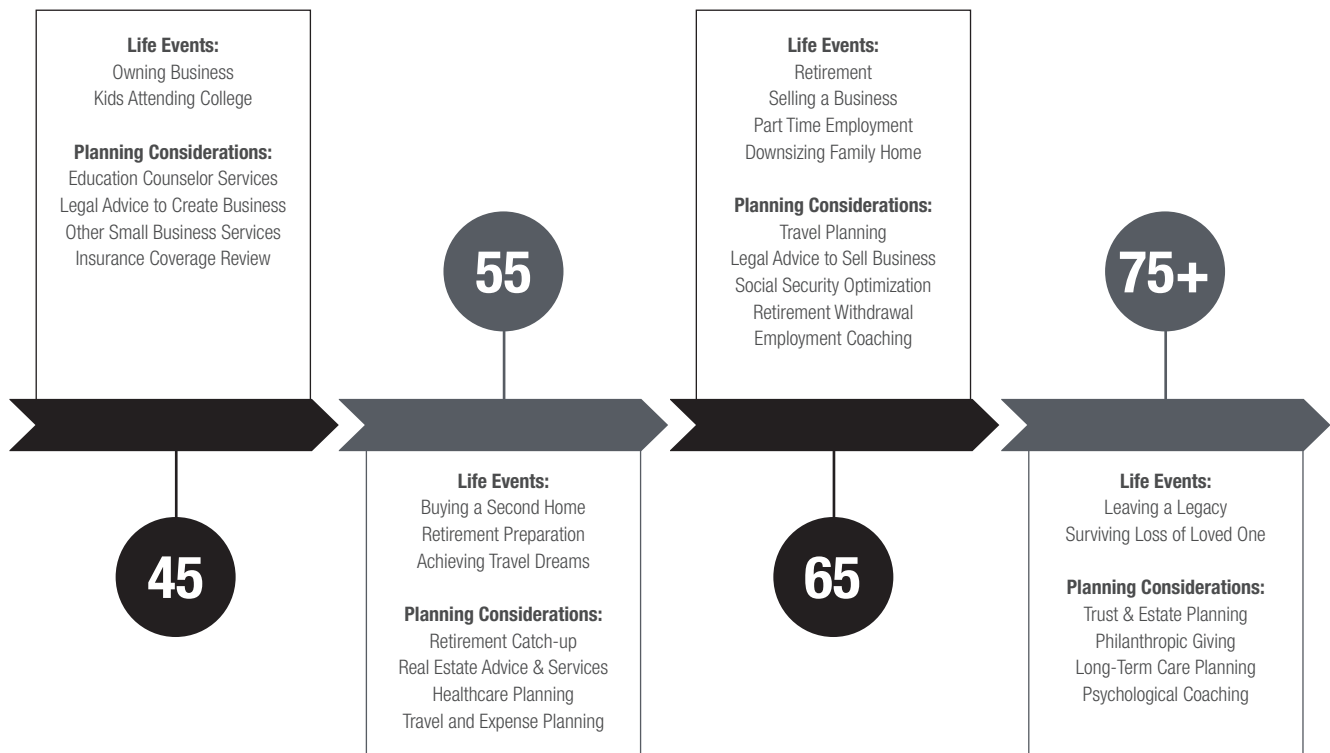 Life Events:
Owning Business
Kids Attending College
Planning Considerations:
Education Counselor Services
Legal Advice to Create Business
Other Small Business Services
Insurance Coverage Review
45
55
Life Events:
Buying a Second Home
Retirement Preparation
Achieving Travel Dreams
Planning Considerations:
Retirement Catch-up
Real Estate Advice & Services
Healthcare Planning
Travel and Expense Planning
Life Events:
Retirement
Selling a Business
Part Time Employment
Downsizing Family Home
Planning Considerations:
Travel Planning
Legal Advice to Sell Business
Social Security Optimization
Retirement Withdrawal
Employment Coaching
65
75+
Life Events:
Leaving a Legacy
Surviving Loss of Loved One
Planning Considerations:
Trust & Estate Planning
Philanthropic Giving
Long-Term Care Planning
Psychological Coaching